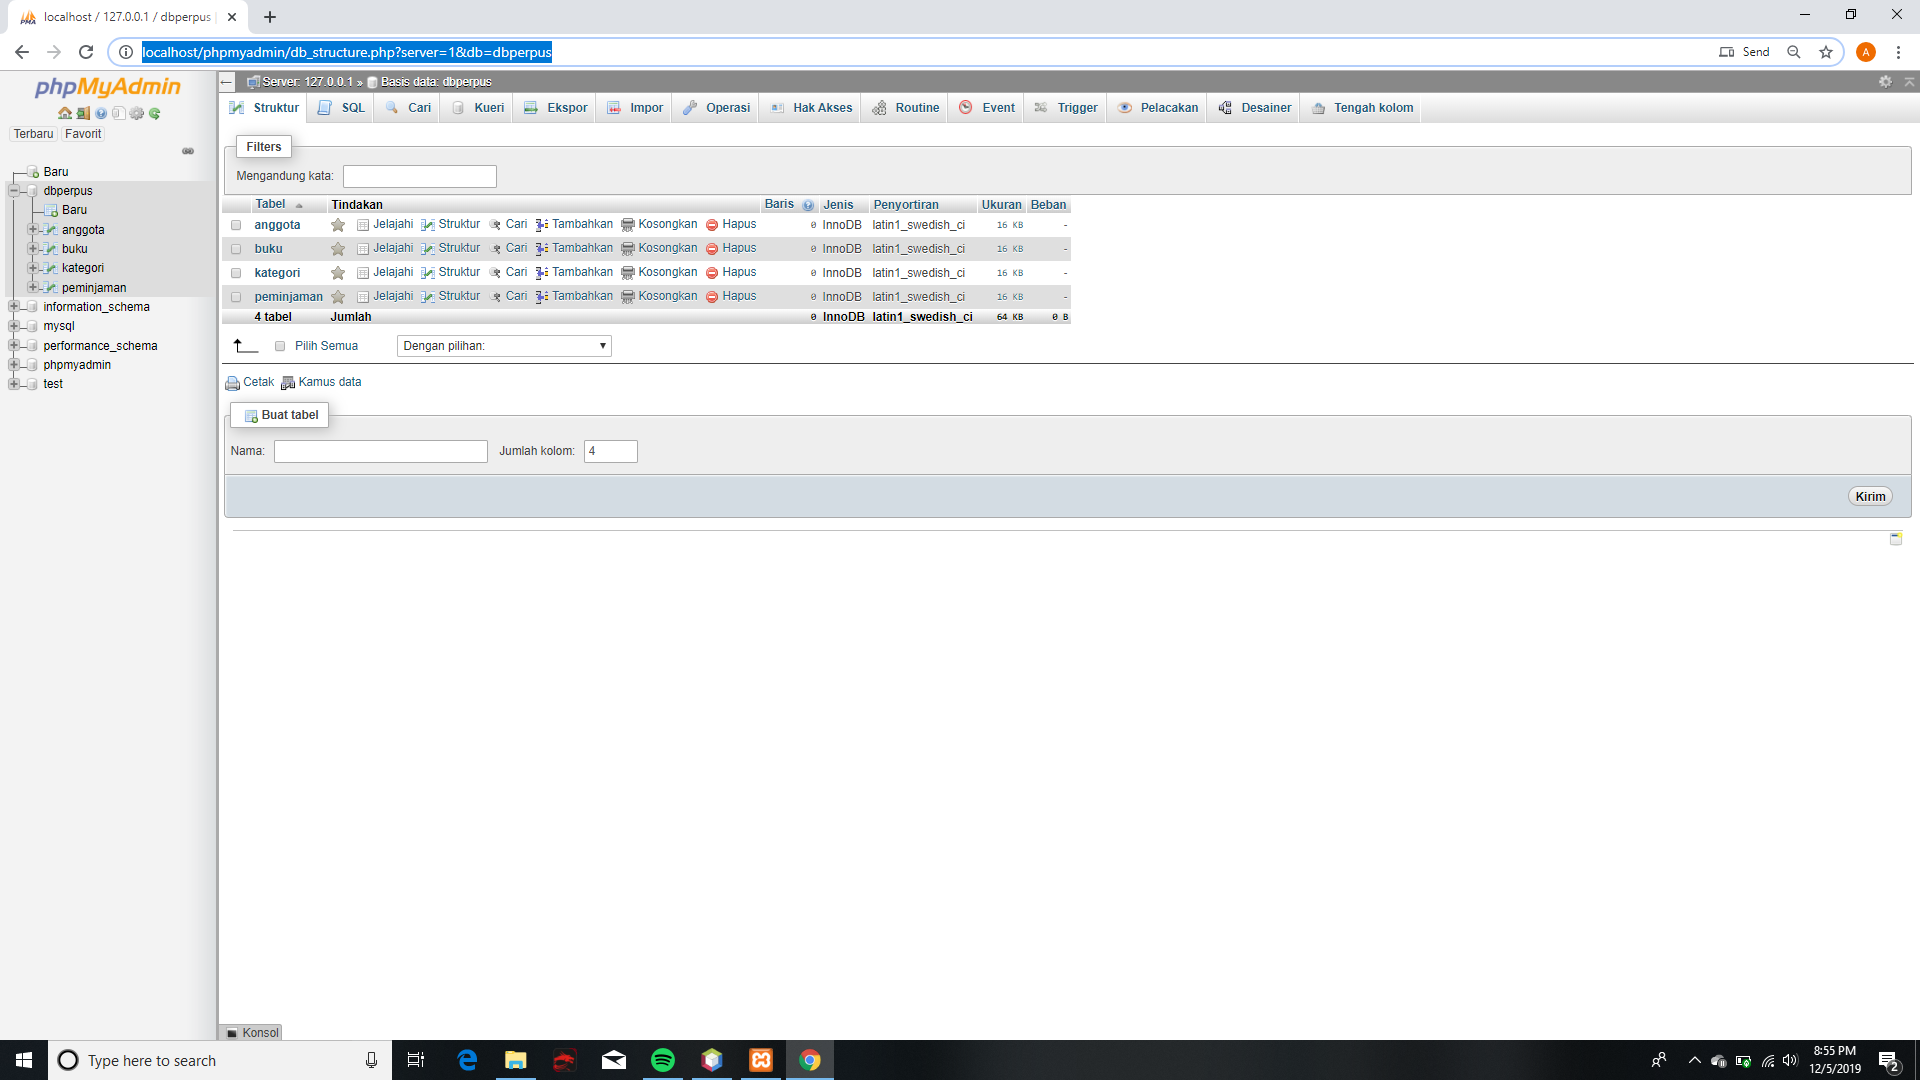 localhost / 127.0.0.1 / dbperpus |
localhost/phpmyadmin/db_structure.php?server=1&db=dbperpus
Send
A
phpMyAdmin
Terbaru Favorit
Baru
dbperpus
Baru
anggota
buku
kategori
peminjaman
information_schema
mysql
performance_schema
phpmyadmin
test
Server: 127.0.0.1 » Basis data: dbperpus
Struktur SQL Cari Kueri Ekspor Impor Operasi Hak Akses Routine Event Trigger Pelacakan Desainer Tengah kolom
Filters
Mengandung kata:
Tabel Tindakan Baris Jenis Penyortiran Ukuran Beban
anggota Jelajahi Struktur Cari Tambahkan Kosongkan Hapus 0 InnoDB latin1_swedish_ci 16 KB -
buku Jelajahi Struktur Cari Tambahkan Kosongkan Hapus 0 InnoDB latin1_swedish_ci 16 KB -
kategori Jelajahi Struktur Cari Tambahkan Kosongkan Hapus 0 InnoDB latin1_swedish_ci 16 KB -
peminjaman Jelajahi Struktur Cari Tambahkan Kosongkan Hapus 0 InnoDB latin1_swedish_ci 16 KB -
4 tabel Jumlah 0 InnoDB latin1_swedish_ci 64 KB 0 B
Pilih Semua Dengan pilihan:
Cetak Kamus data
Buat tabel
Nama: Jumlah kolom: 4
Kirim
Konsol
Type here to search
8:55 PM
12/5/2019
2